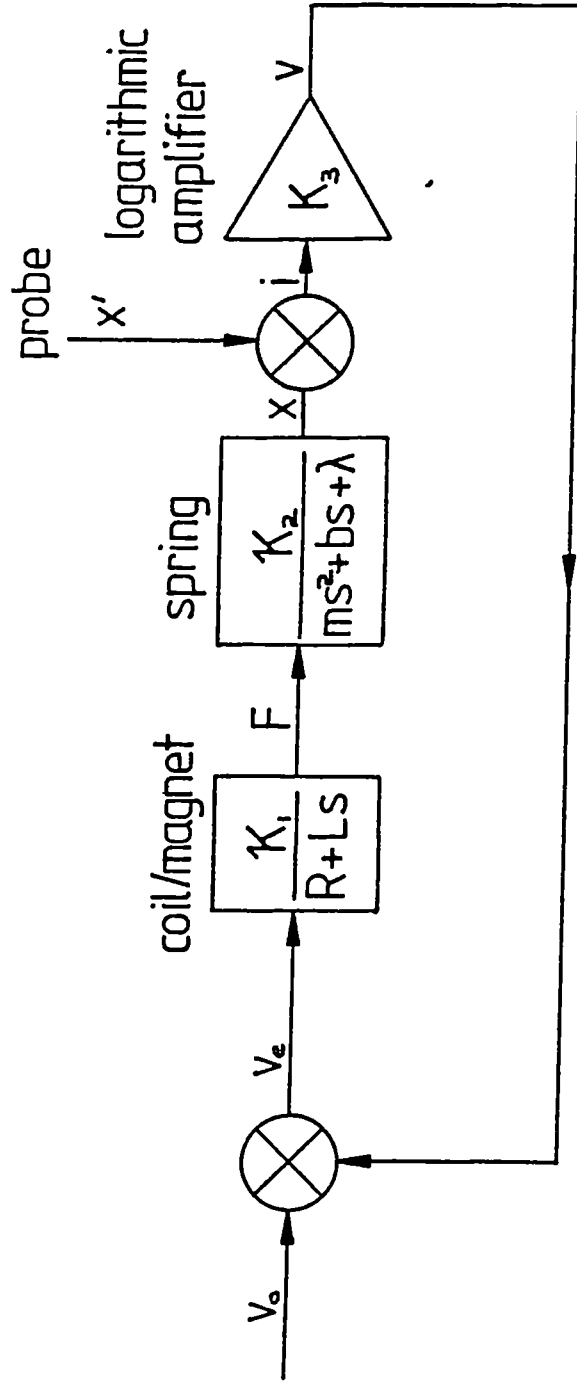 probe
x'
logarithmic
amplifier
spring
coil/magnet
Vₒ
Vₑ
K₁
R+Ls
F
K₂
ms²+bs+λ
x
i
K₃
V